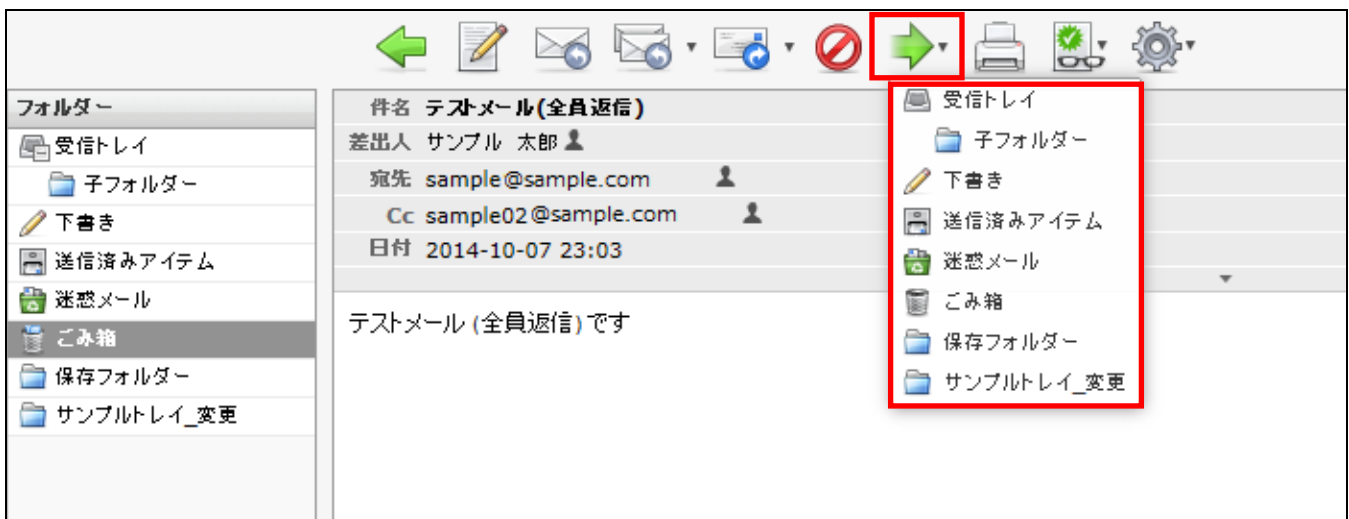 フォルダー
受信トレイ
子フォルダー
下書き
送信済みアイテム
迷惑メール
ごみ箱
保存フォルダー
サンプルトレイ_変更
件名 テストメール(全員返信)
差出人 サンプル 太郎
宛先 sample@sample.com
Cc sample02@sample.com
日付 2014-10-07 23:03
テストメール(全員返信)です
受信トレイ
子フォルダー
下書き
送信済みアイテム
迷惑メール
ごみ箱
保存フォルダー
サンプルトレイ_変更